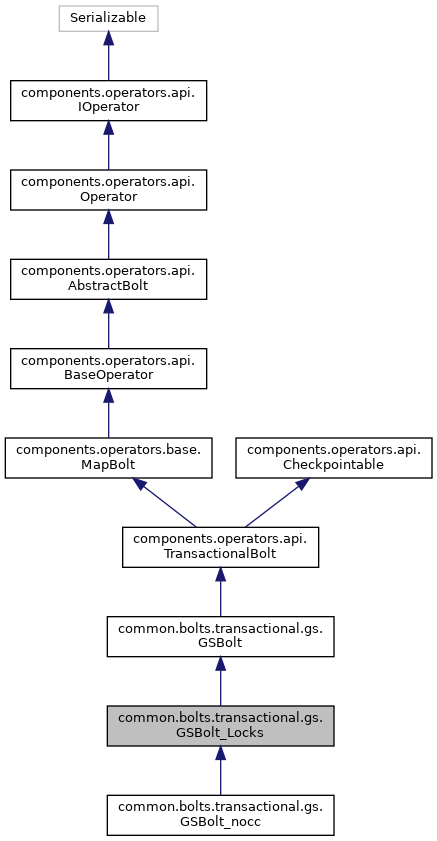 Serializable
components.operators.api.
IOperator
components.operators.api.
Operator
components.operators.api.
AbstractBolt
components.operators.api.
BaseOperator
components.operators.base.
MapBolt
components.operators.api.
Checkpointable
components.operators.api.
TransactionalBolt
common.bolts.transactional.gs.
GSBolt
common.bolts.transactional.gs.
GSBolt_Locks
common.bolts.transactional.gs.
GSBolt_nocc